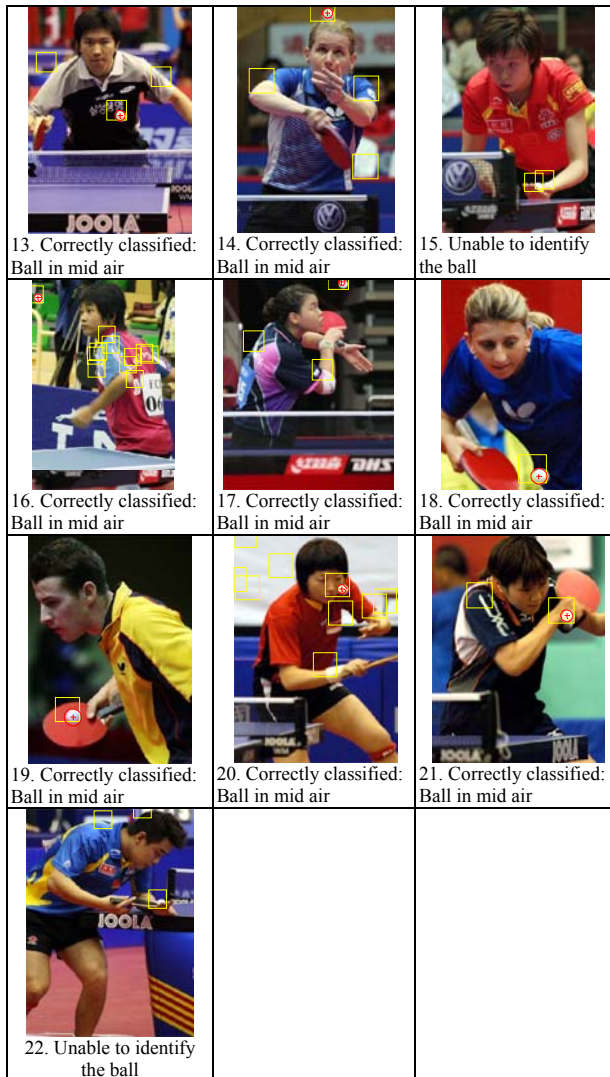 JOOLA
13. Correctly classified:
Ball in mid air
14. Correctly classified:
Ball in mid air
15. Unable to identify
the ball
06
16. Correctly classified:
Ball in mid air
DHS
17. Correctly classified:
Ball in mid air
18. Correctly classified:
Ball in mid air
19. Correctly classified:
Ball in mid air
JOOLA
20. Correctly classified:
Ball in mid air
JOOLA
JOOLA
21. Correctly classified:
Ball in mid air
JOOLA
22. Unable to identify
the ball